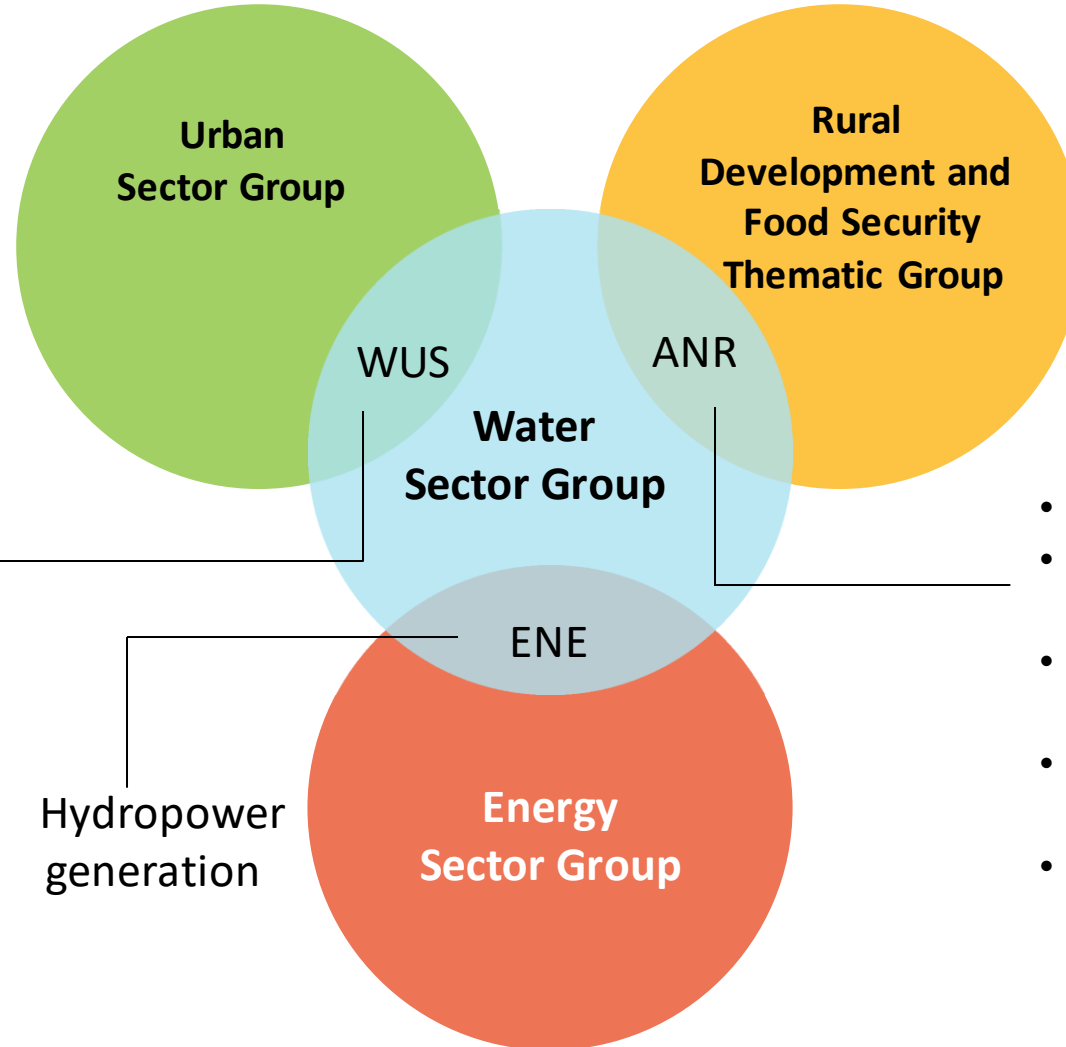 Urban
Sector Group
Rural
Development and
Food Security
Thematic Group
WUS
ANR
Water
Sector Group
•
•
ENE
•
•
Hydropower
generation
Energy
Sector Group
•